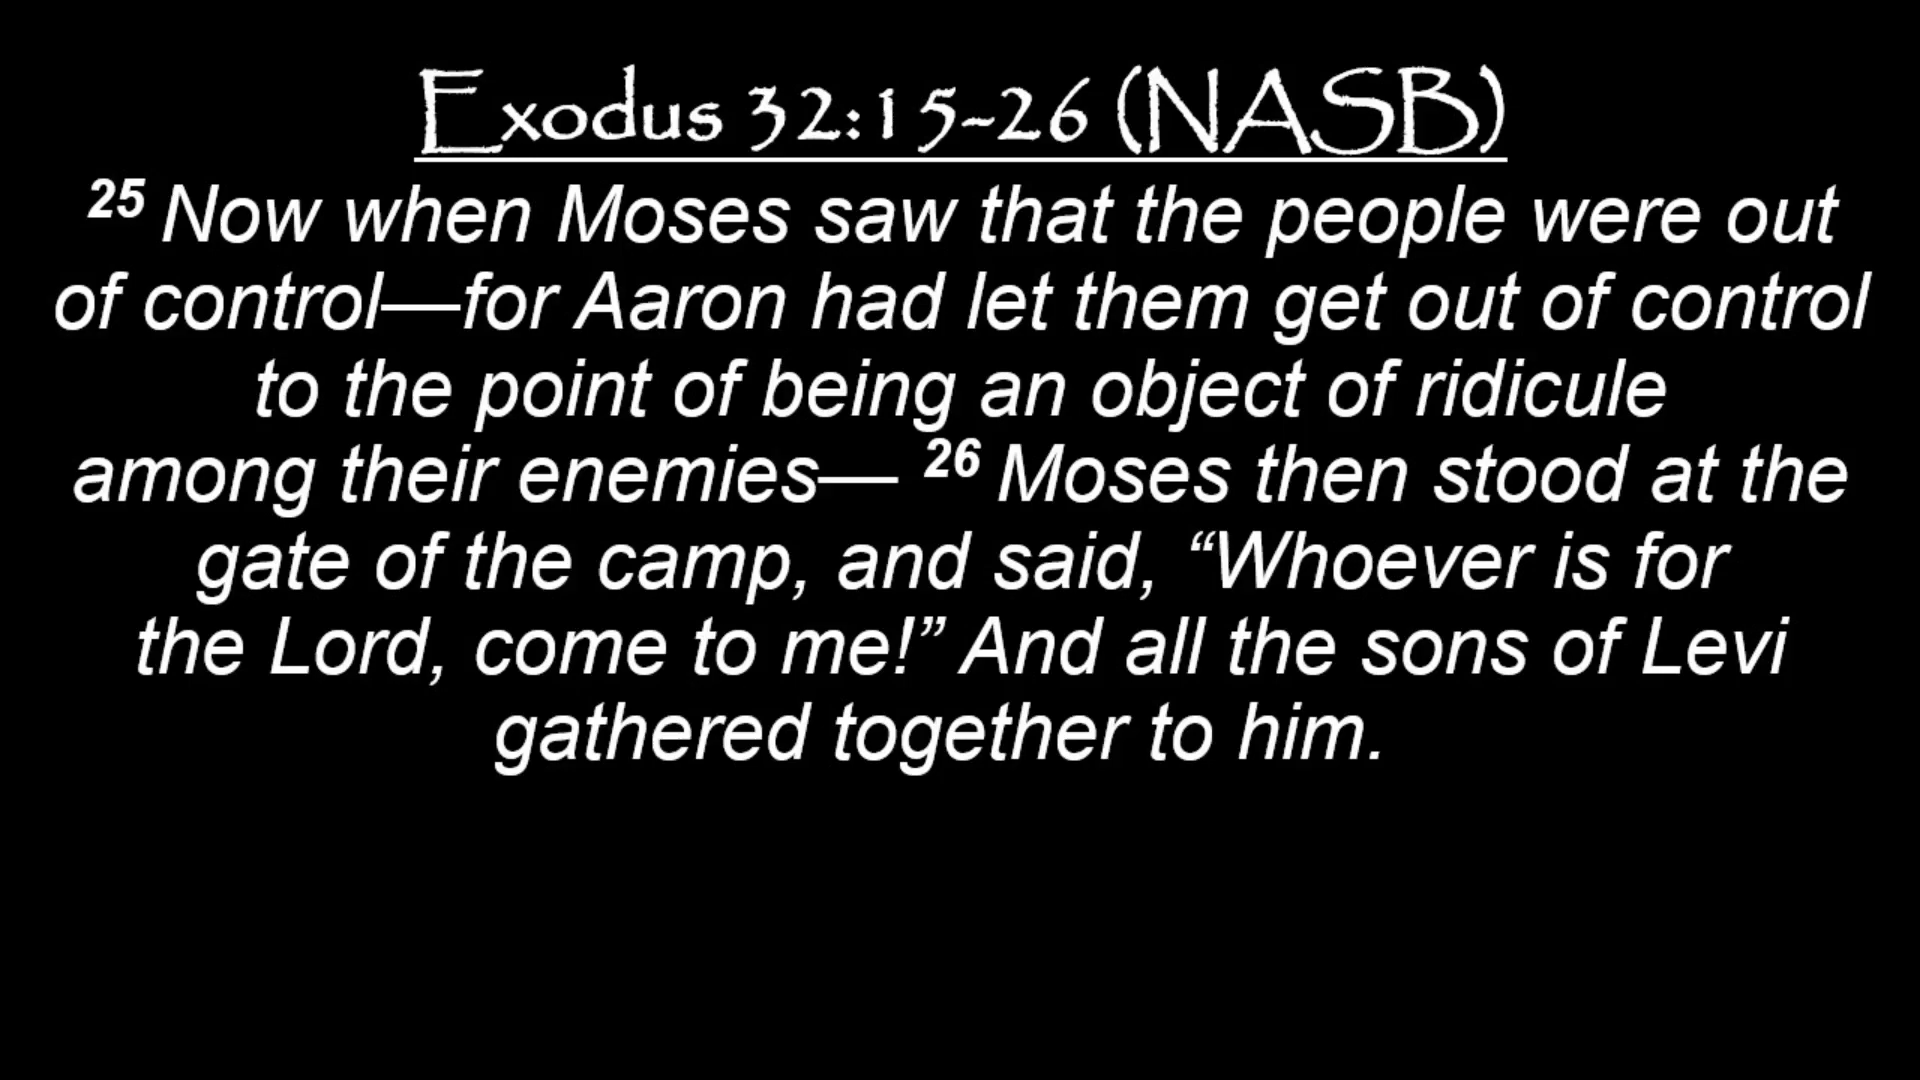 Exodus 32:15-26 (NASB)
25 Now when Moses saw that the people were out
of control—for Aaron had let them get out of control
to the point of being an object of ridicule
among their enemies— 26 Moses then stood at the
gate of the camp, and said, “Whoever is for
the Lord, come to me!” And all the sons of Levi
gathered together to him.